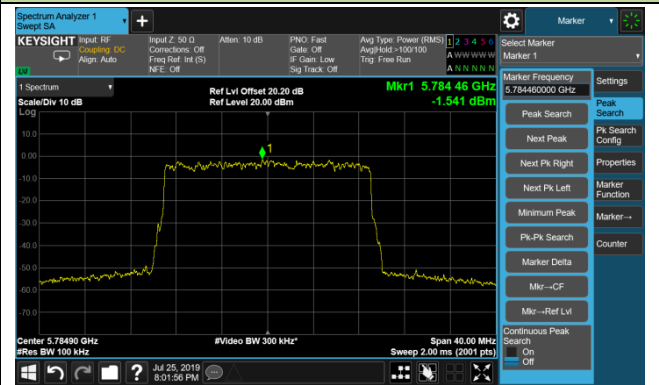 Spectrum Analyzer 1
Swept SA
Marker
KEYSIGHT
Input: RF
Coupling: DC
Align: Auto
Input Z: 50 Ω
Corrections: Off
Freq Ref: Int (S)
NFE: Off
Atten: 10 dB
PNO: Fast
Gate: Off
IF Gain: Low
Sig Track: Off
Avg Type: Power (RMS)
Avg|Hold:>100/100
Trig: Free Run
1 2 3 4 5 6
A W W W W W
A N N N N N
LXI
Select Marker
Marker 1
1 Spectrum
Scale/Div 10 dB
Log
Ref Lvl Offset 20.20 dB
Ref Level 20.00 dBm
Mkr1 5.784 46 GHz
-1.541 dBm
1
10.0
0.00
-10.0
-20.0
-30.0
-40.0
-50.0
-60.0
-70.0
Center 5.78490 GHz
#Res BW 100 kHz
#Video BW 300 kHz*
Span 40.00 MHz
Sweep 2.00 ms (2001 pts)
Marker Frequency
5.784460000 GHz
Peak Search
Next Peak
Next Pk Right
Next Pk Left
Minimum Peak
Pk-Pk Search
Marker Delta
Mkr→CF
Mkr→Ref Lvl
Continuous Peak
Search
On
Off
Settings
Peak
Search
Pk Search
Config
Properties
Marker
Function
Marker→
Counter
Jul 25, 2019
8:01:56 PM